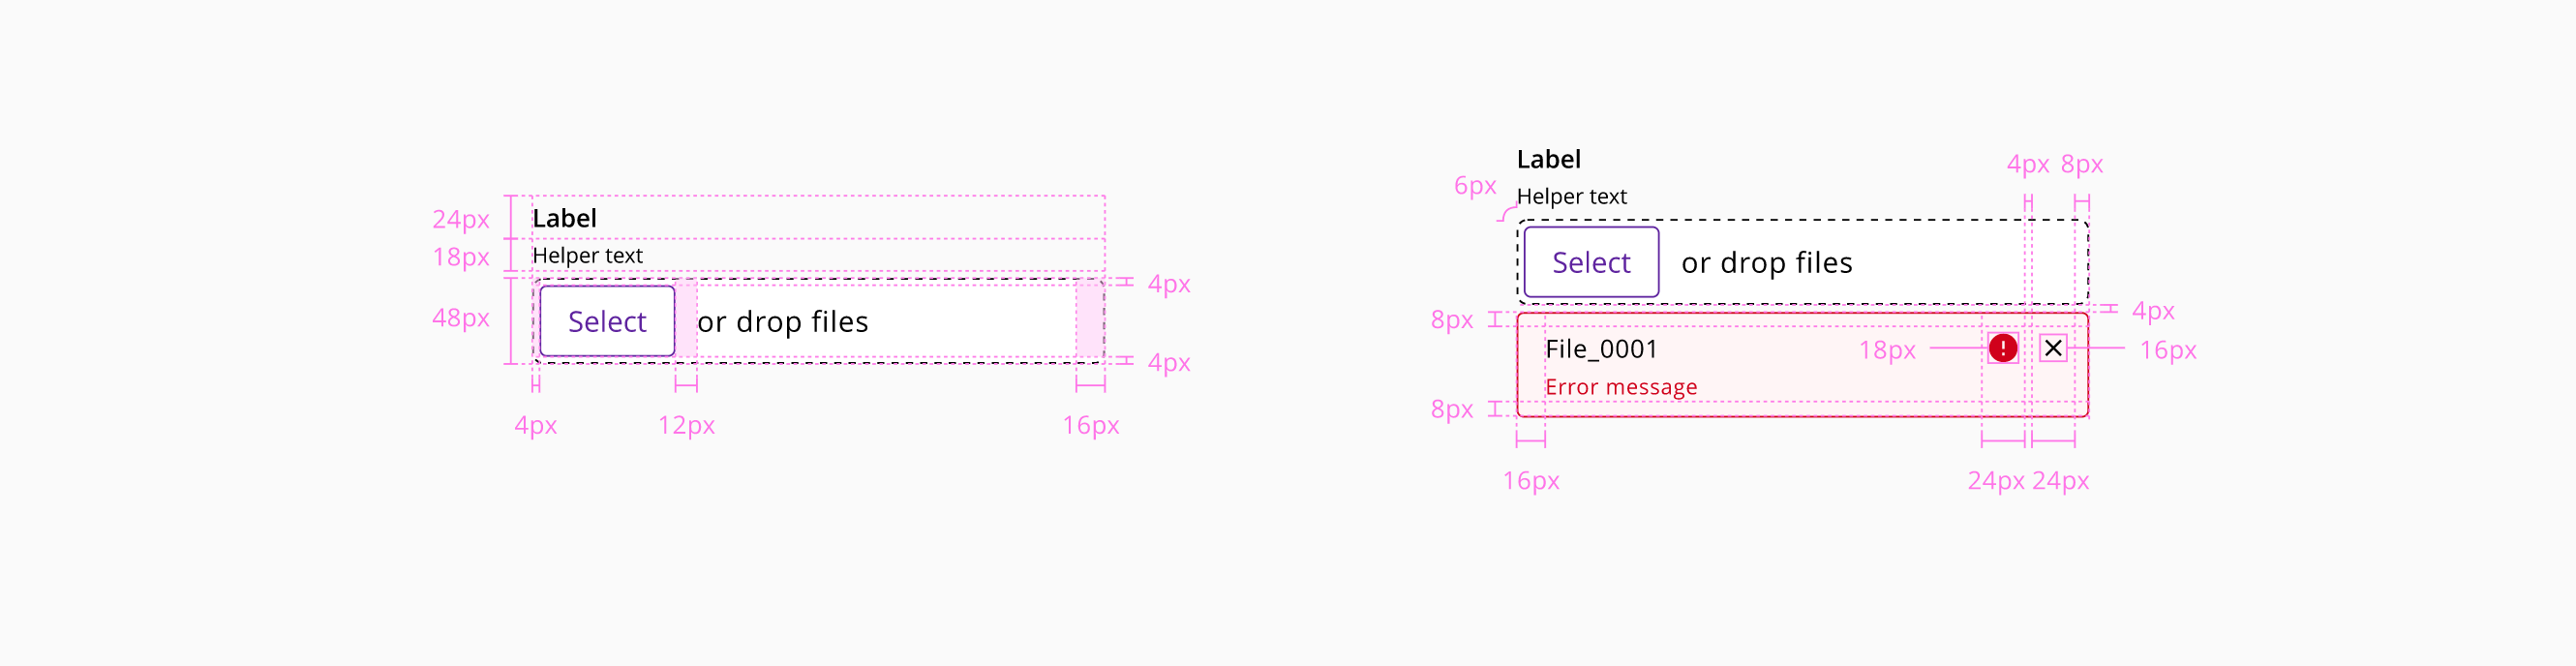 24px
Label
18px
Helper text
4px
48px
Select or drop files
4px
4px
12px
16px
Label
4px 8px
6px
Helper text
Select or drop files
8px
4px
File_0001
18px
16px
Error message
8px
16px
24px 24px